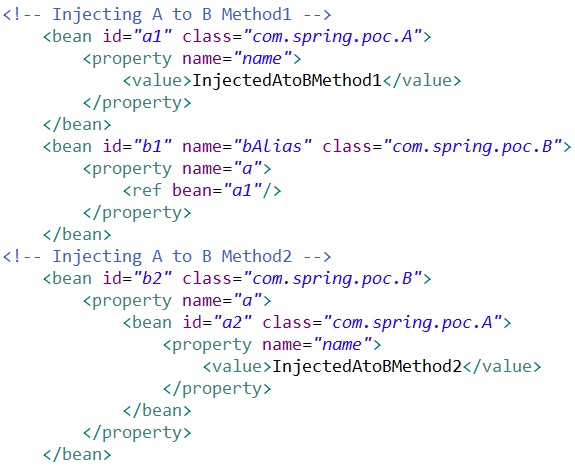 <!-- Injecting A to B Method1 -->
    <bean id="a1" class="com.spring.poc.A">
        <property name="name">
            <value>InjectedAtoBMethod1</value>
        </property>
    </bean>
    <bean id="b1" name="bAlias" class="com.spring.poc.B">
        <property name="a">
            <ref bean="a1"/>
        </property>
    </bean>
<!-- Injecting A to B Method2 -->
    <bean id="b2" class="com.spring.poc.B">
        <property name="a">
            <bean id="a2" class="com.spring.poc.A">
                <property name="name">
                    <value>InjectedAtoBMethod2</value>
                </property>
            </bean>
        </property>
    </bean>